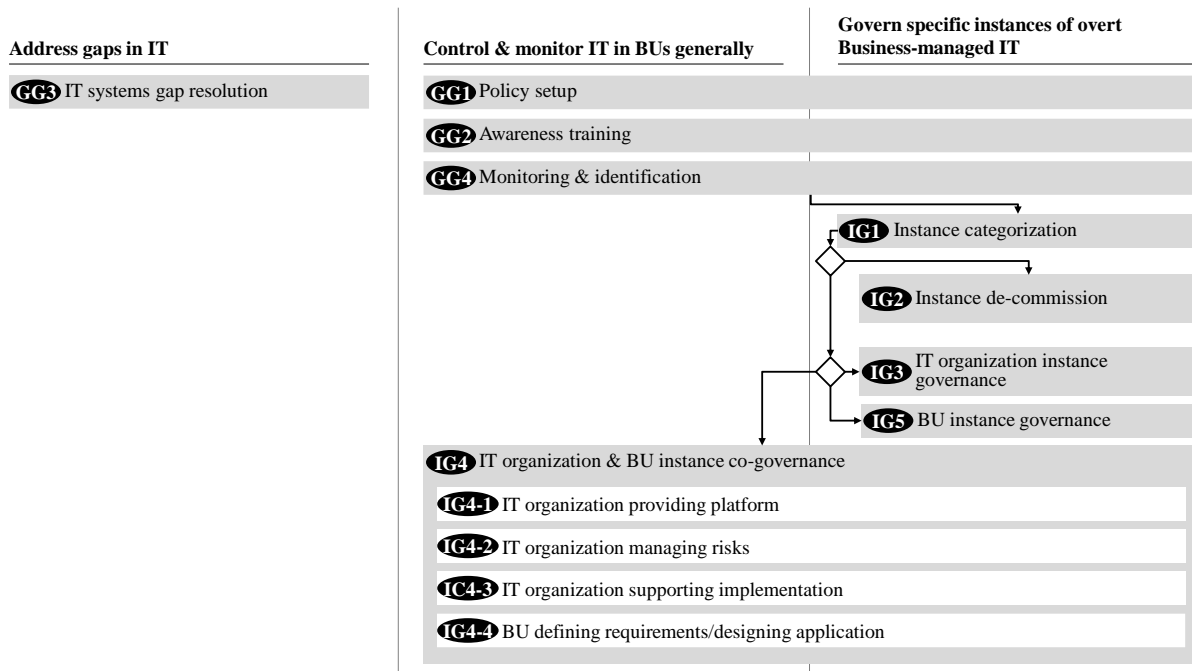 Address gaps in IT
Control & monitor IT in BUs generally
Govern specific instances of overt
Business-managed IT
GG3 IT systems gap resolution
GG1 Policy setup
GG2 Awareness training
GG4 Monitoring & identification
IG1 Instance categorization
IG2 Instance de-commission
IG3 IT organization instance
governance
IG5 BU instance governance
IG4 IT organization & BU instance co-governance
IG4-1 IT organization providing platform
IG4-2 IT organization managing risks
IC4-3 IT organization supporting implementation
IG4-4 BU defining requirements/designing application